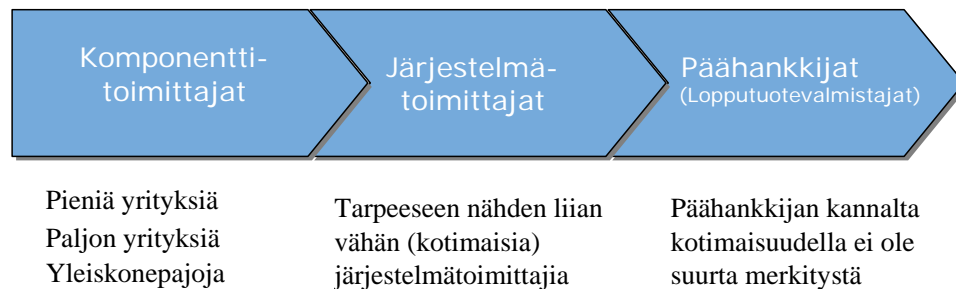 Komponentti-
toimittajat
Järjestelmä-
toimittajat
Päähankkijat
(Lopputuotevalmistajat)
Pieniä yrityksiä
Paljon yrityksiä
Yleiskonepajoja
Tarpeeseen nähden liian
vähän (kotimaisia)
järjestelmätoimittajia
Päähankkijan kannalta
kotimaisuudella ei ole
suurta merkitystä